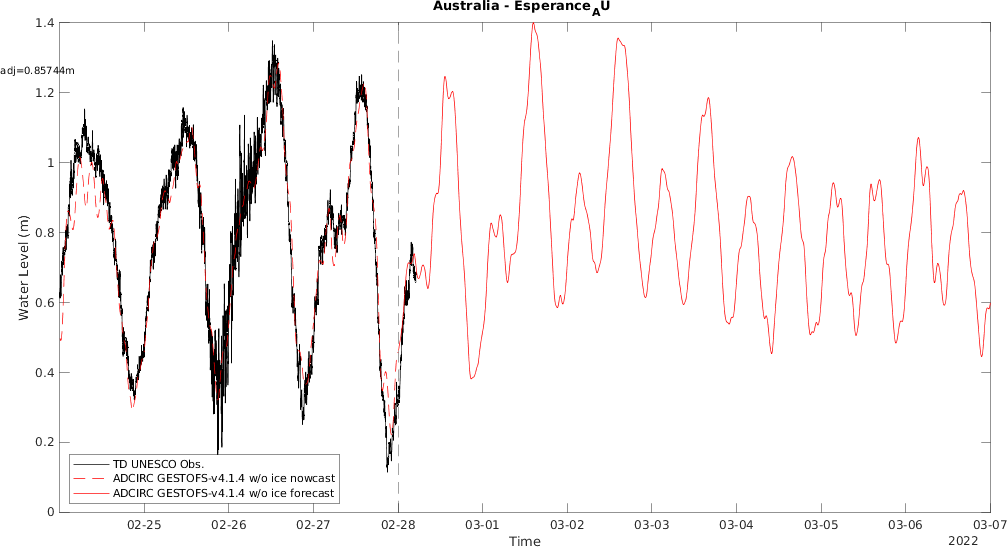 Australia - Esperance_AU
adj=0.85744m
1.4
1.2
1
0.8
0.6
0.4
0.2
0
Water Level (m)
TD UNESCO Obs.
ADCIRC GESTOFS-v4.1.4 w/o ice nowcast
ADCIRC GESTOFS-v4.1.4 w/o ice forecast
02-25 02-26 02-27 02-28 03-01 03-02 03-03 03-04 03-05 03-06 03-07
Time
2022